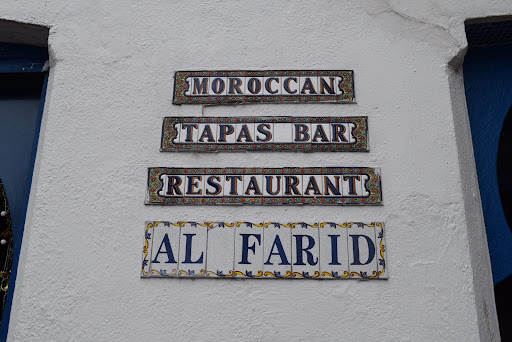 MOROCCAN
TAPAS BAR
RESTAURANT
AL FARID